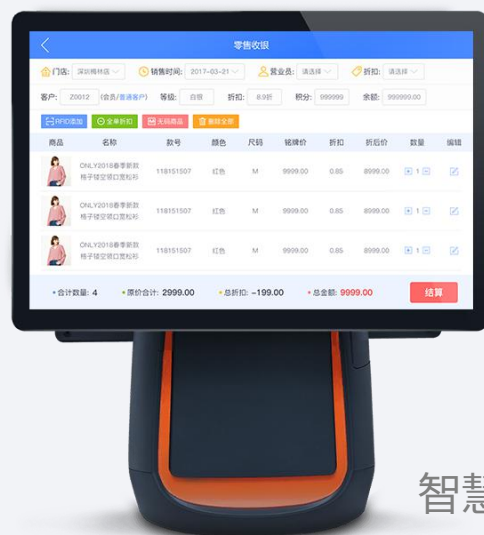 零售收银
门店: 深圳梅林店 销售时间: 2017-03-21 营业员: 请选择 折扣: 请选择
客户: Z0012 (会员/普通客户) 等级: 白银 折扣: 8.9折 积分: 999999 余额: 999999.00
RFID添加 全单折扣 无码商品 删除全部
商品 名称 款号 颜色 尺码 铭牌价 折扣 折后价 数量 编辑
ONLY2018春季新款
格子镂空领口宽松衫 118151507 红色 M 9999.00 0.85 8999.00 + 1 -
ONLY2018春季新款
格子镂空领口宽松衫 118151507 红色 M 9999.00 0.85 8999.00 + 1 -
ONLY2018春季新款
格子镂空领口宽松衫 118151507 红色 M 9999.00 0.85 8999.00 + 1 -
合计数量: 4 原价合计: 2999.00 总折扣: -199.00 总金额: 9999.00 结算
智慧